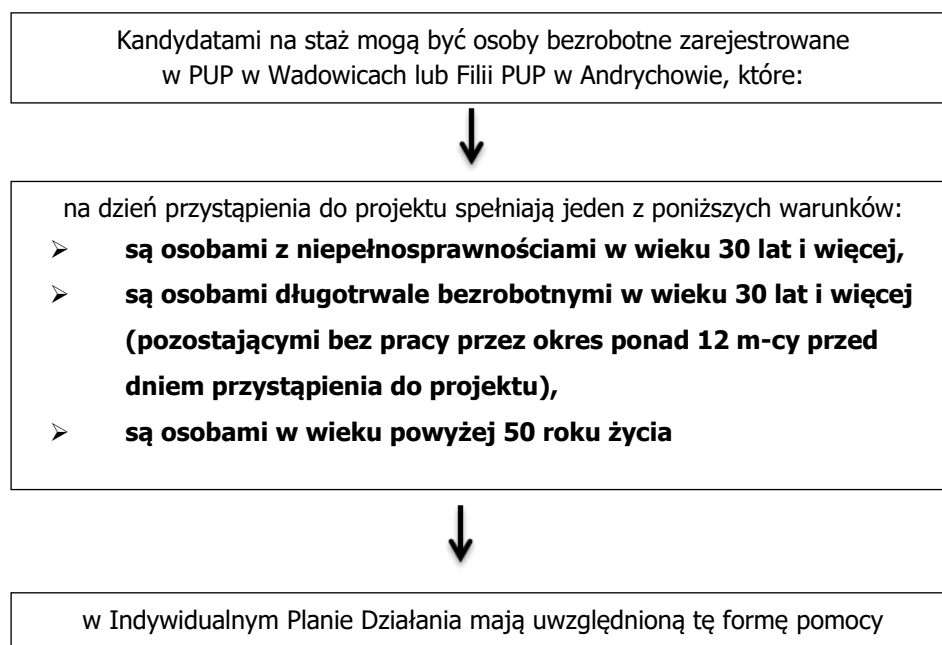 Kandydatami na staż mogą być osoby bezrobotne zarejestrowane
w PUP w Wadowicach lub Filii PUP w Andrychowie, które:
na dzień przystąpienia do projektu spełniają jeden z poniższych warunków:
➢ są osobami z niepełnosprawnościami w wieku 30 lat i więcej,
➢ są osobami długotrwale bezrobotnymi w wieku 30 lat i więcej
(pozostającymi bez pracy przez okres ponad 12 m-cy przed
dniem przystąpienia do projektu),
➢ są osobami w wieku powyżej 50 roku życia
w Indywidualnym Planie Działania mają uwzględnioną tę formę pomocy